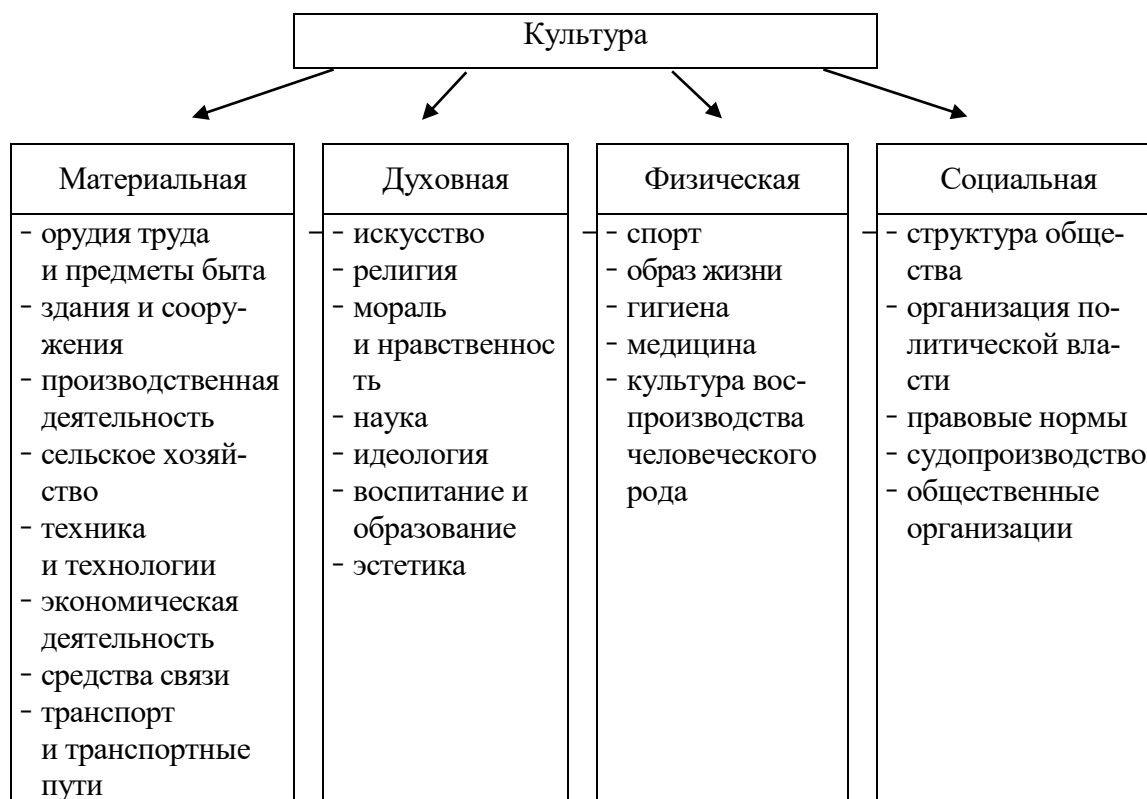 Культура
Материальная
- орудия труда
и предметы быта
- здания и соору-
жения
- производственная
деятельность
- сельское хозяй-
ство
- техника
и технологии
- экономическая
деятельность
- средства связи
- транспорт
и транспортные
пути
Духовная
- искусство
- религия
- мораль
и нравственнос
ть
- наука
- идеология
- воспитание и
образование
- эстетика
Физическая
- спорт
- образ жизни
- гигиена
- медицина
- культура вос-
производства
человеческого
рода
Социальная
- структура обще-
ства
- организация по-
литической вла-
сти
- правовые нормы
- судопроизводство
- общественные
организации